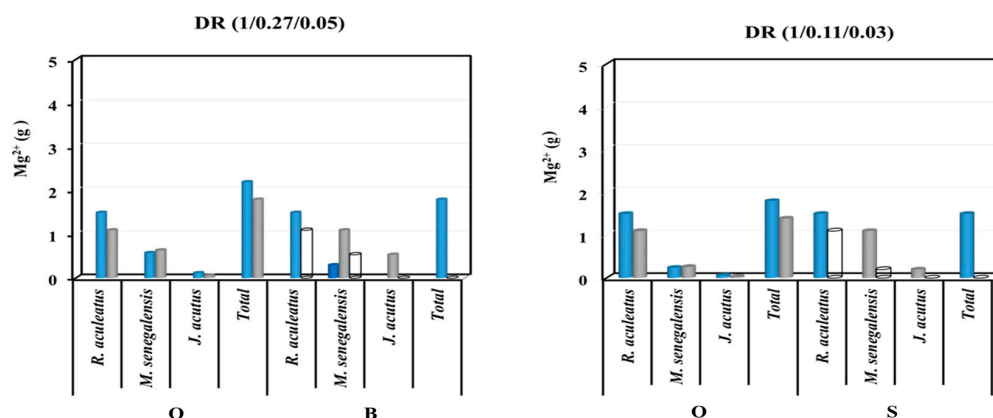 DR (1/0.27/0.05)
Mg2+ (g)
5
4
3
2
1
0
R. aculeatus
M. senegalensis
J. acutus
Total
R. aculeatus
M. senegalensis
J. acutus
Total
O
B
DR (1/0.11/0.03)
Mg2+ (g)
5
4
3
2
1
0
R. aculeatus
M. senegalensis
J. acutus
Total
R. aculeatus
M. senegalensis
J. acutus
Total
O
S